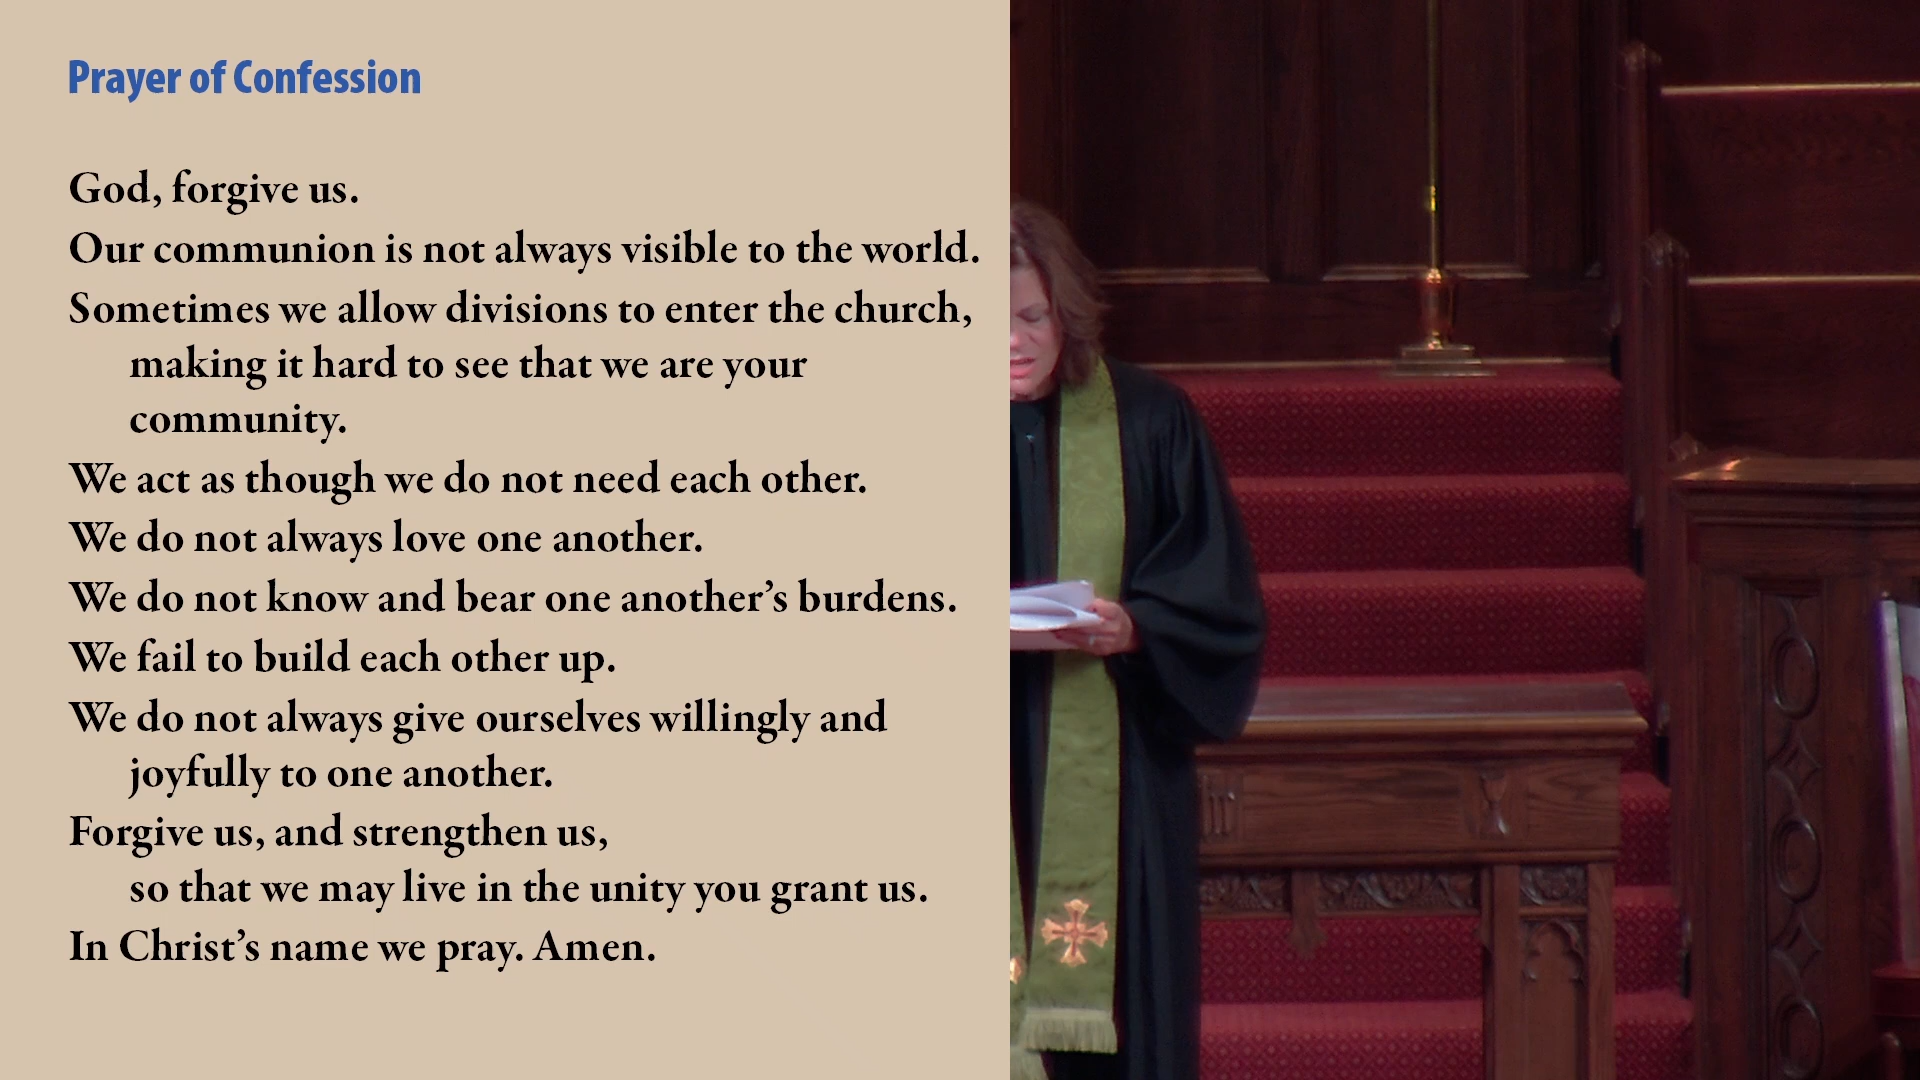 Prayer of Confession
God, forgive us.
Our communion is not always visible to the world.
Sometimes we allow divisions to enter the church,
making it hard to see that we are your
community.
We act as though we do not need each other.
We do not always love one another.
We do not know and bear one another’s burdens.
We fail to build each other up.
We do not always give ourselves willingly and
joyfully to one another.
Forgive us, and strengthen us,
so that we may live in the unity you grant us.
In Christ’s name we pray. Amen.